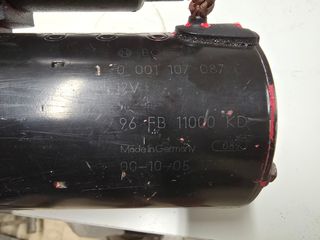 0 001 107 087
12V
96 FB 11000 KD
Made in Germany
00-10-05